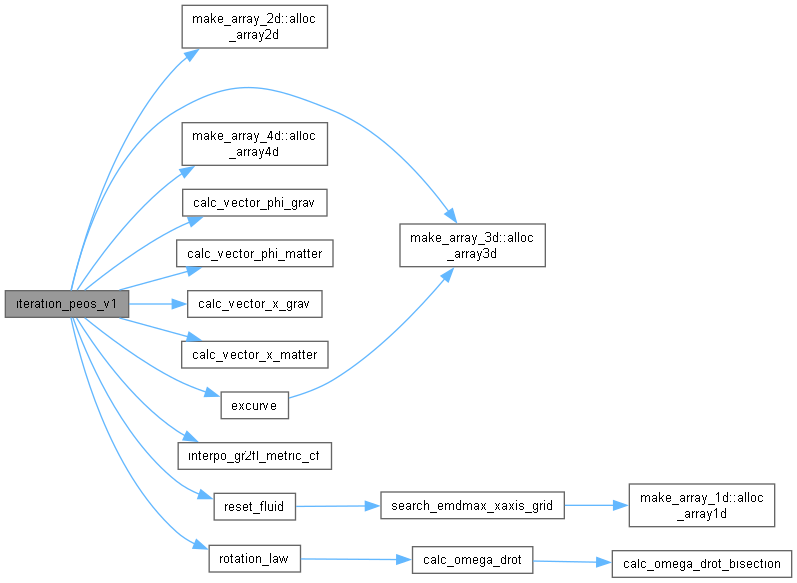 make_array_2d::alloc
_array2d
make_array_4d::alloc
_array4d
calc_vector_phi_grav
make_array_3d::alloc
_array3d
calc_vector_phi_matter
iteration_peos_v1
calc_vector_x_grav
calc_vector_x_matter
excurve
interpo_gr2fl_metric_cf
reset_fluid
search_emdmax_xaxis_grid
make_array_1d::alloc
_array1d
rotation_law
calc_omega_drot
calc_omega_drot_bisection